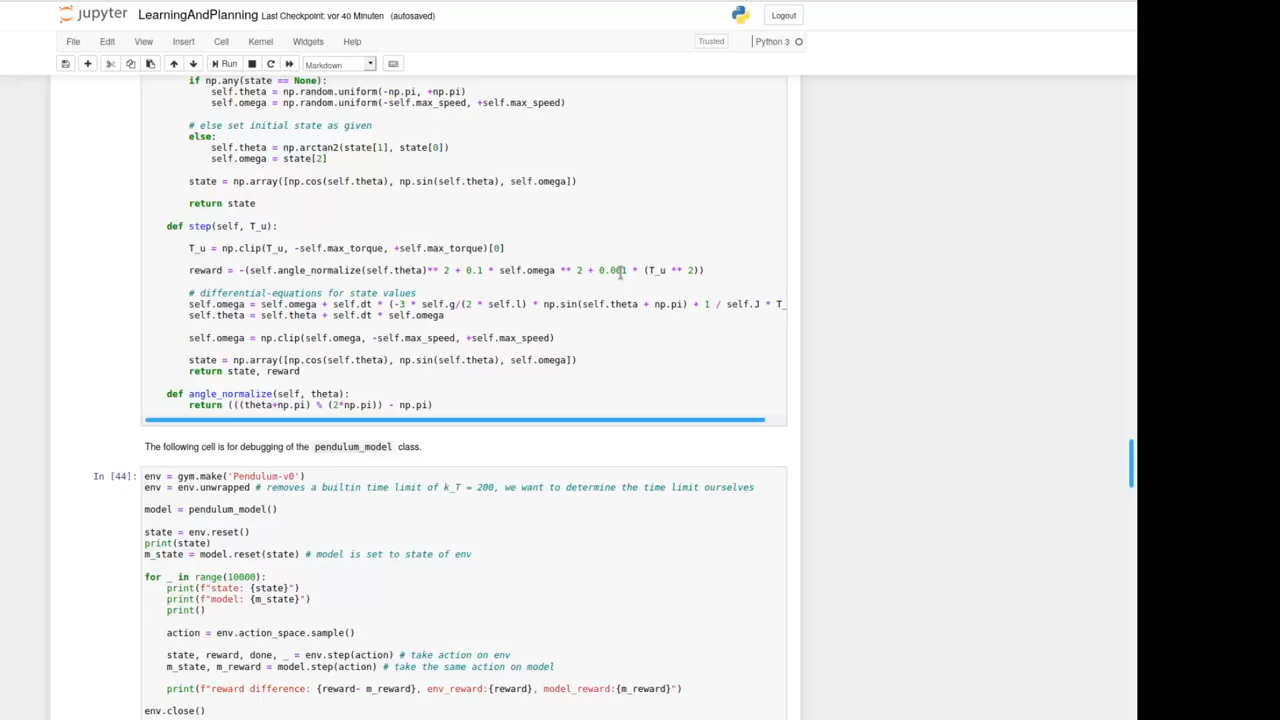 jupyter LearningAndPlanning Last Checkpoint: vor 40 Minuten (autosaved) Logout
File Edit View Insert Cell Kernel Widgets Help Trusted Python 3
Run Markdown
if np.any(state == None):
self.theta = np.random.uniform(-np.pi, +np.pi)
self.omega = np.random.uniform(-self.max_speed, +self.max_speed)
# else set initial state as given
else:
self.theta = np.arctan2(state[1], state[0])
self.omega = state[2]
state = np.array([np.cos(self.theta), np.sin(self.theta), self.omega])
return state
def step(self, T_u):
T_u = np.clip(T_u, -self.max_torque, +self.max_torque)[0]
reward = -(self.angle_normalize(self.theta)** 2 + 0.1 * self.omega ** 2 + 0.001 * (T_u ** 2))
# differential-equations for state values
self.omega = self.omega + self.dt * (-3 * self.g/(2 * self.l) * np.sin(self.theta + np.pi) + 1 / self.J * T_
self.theta = self.theta + self.dt * self.omega
self.omega = np.clip(self.omega, -self.max_speed, +self.max_speed)
state = np.array([np.cos(self.theta), np.sin(self.theta), self.omega])
return state, reward
def angle_normalize(self, theta):
return (((theta+np.pi) % (2*np.pi)) - np.pi)
The following cell is for debugging of the pendulum_model class.
In [44]: env = gym.make('Pendulum-v0')
env = env.unwrapped # removes a builtin time limit of k_T = 200, we want to determine the time limit ourselves
model = pendulum_model()
state = env.reset()
print(state)
m_state = model.reset(state) # model is set to state of env
for _ in range(10000):
print(f"state: {state}")
print(f"model: {m_state}")
print()
action = env.action_space.sample()
state, reward, done, _ = env.step(action) # take action on env
m_state, m_reward = model.step(action) # take the same action on model
print(f"reward difference: {reward- m_reward}, env_reward:{reward}, model_reward:{m_reward}")
env.close()